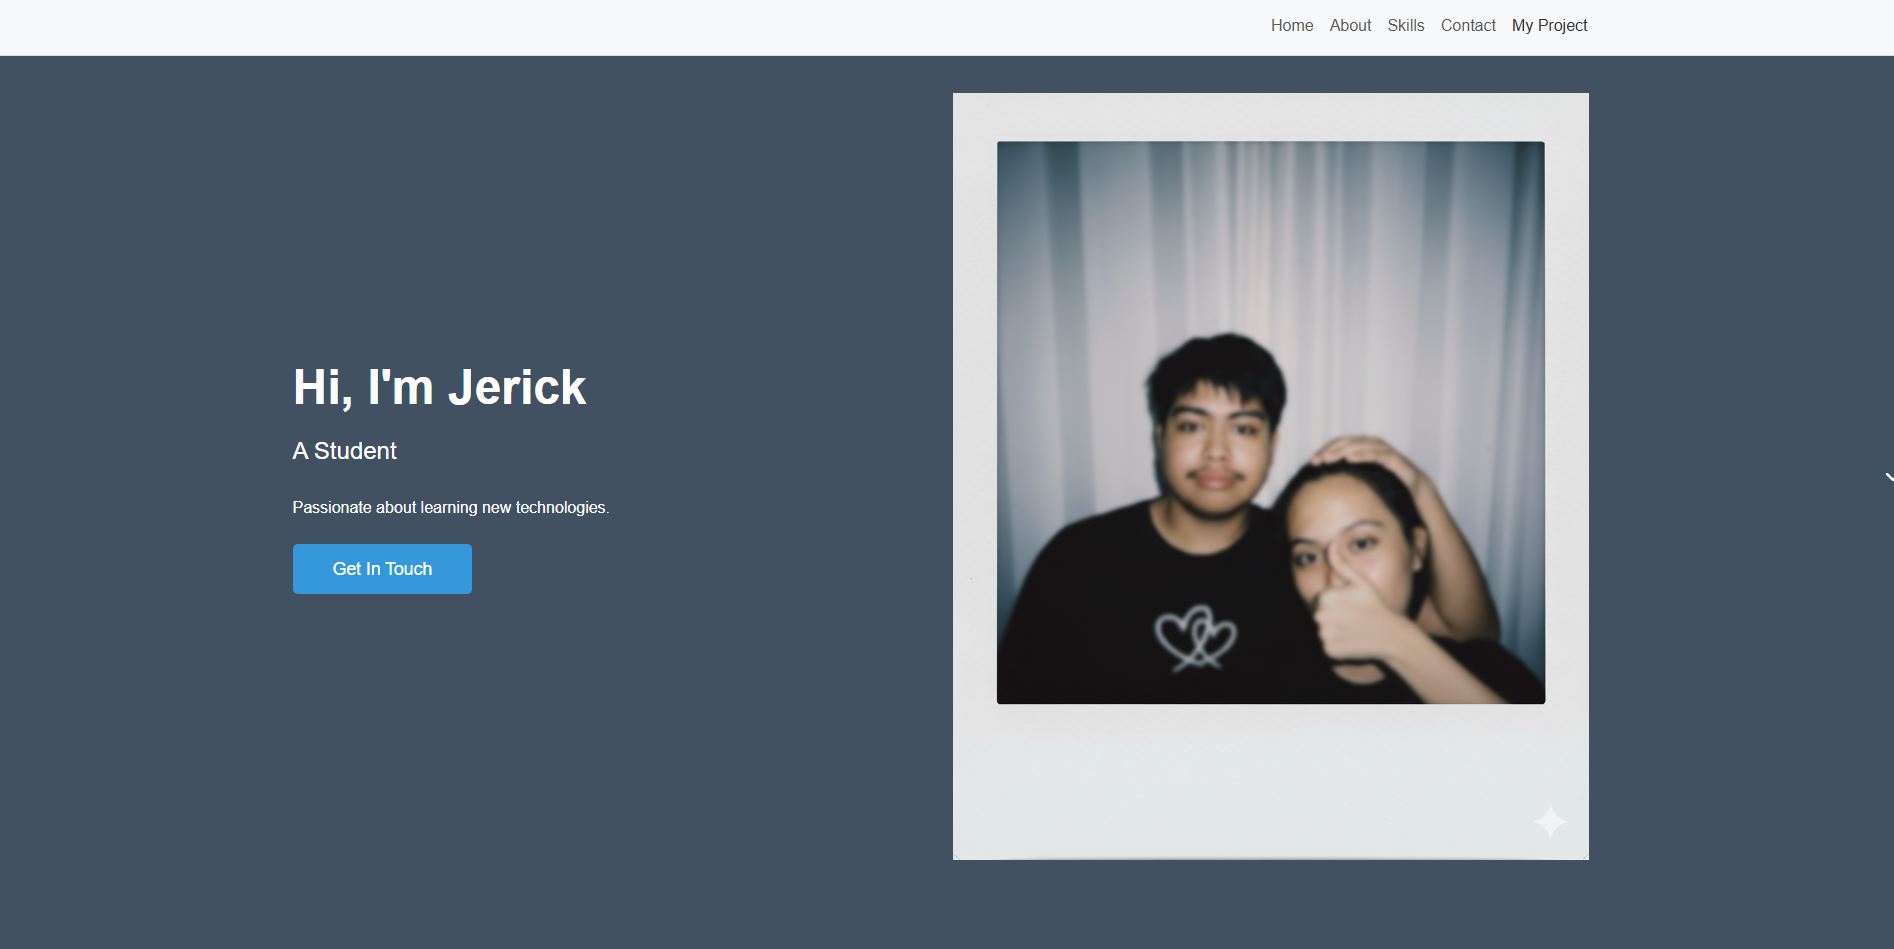 Home About Skills Contact My Project
Hi, I'm Jerick
A Student
Passionate about learning new technologies.
Get In Touch